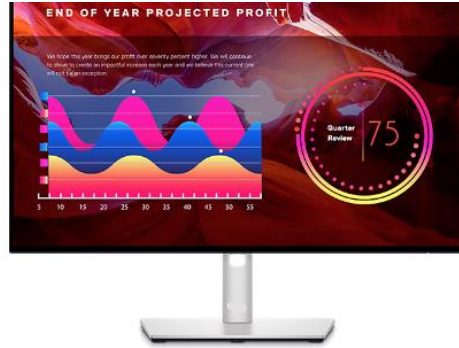 END OF YEAR PROJECTED PROFIT
We hope this year brings our profit over seventy percent higher. We will continue
to strive to create an impactful increase each year and we believe this current one
will not be an exception.
Quarter
Review
75
5 10 15 20 25 30 35 40 45 50 55